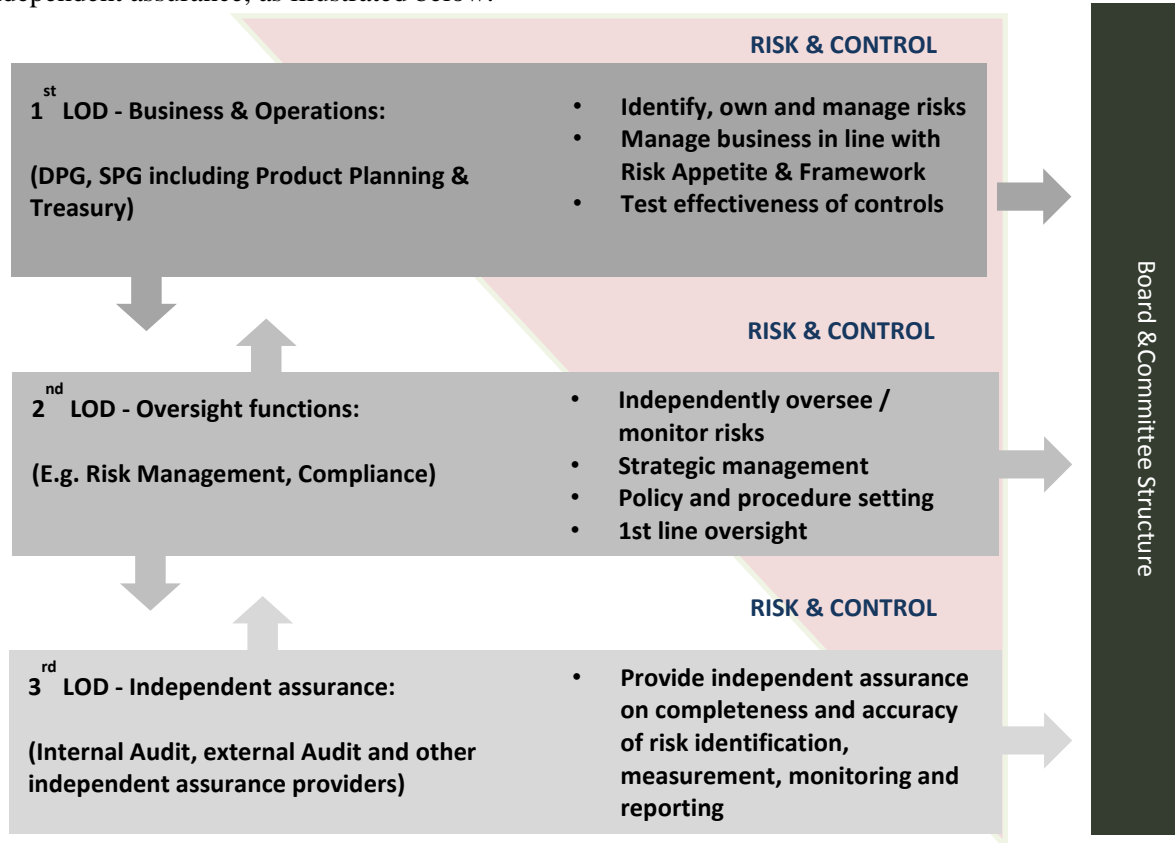 dependent assurance, as illustrated below.
RISK & CONTROL
1st LOD - Business & Operations:
(DPG, SPG including Product Planning &
Treasury)
• Identify, own and manage risks
• Manage business in line with
Risk Appetite & Framework
• Test effectiveness of controls
RISK & CONTROL
2nd LOD - Oversight functions:
(E.g. Risk Management, Compliance)
• Independently oversee /
monitor risks
• Strategic management
• Policy and procedure setting
• 1st line oversight
RISK & CONTROL
3rd LOD - Independent assurance:
(Internal Audit, external Audit and other
independent assurance providers)
• Provide independent assurance
on completeness and accuracy
of risk identification,
measurement, monitoring and
reporting
Board &Committee Structure